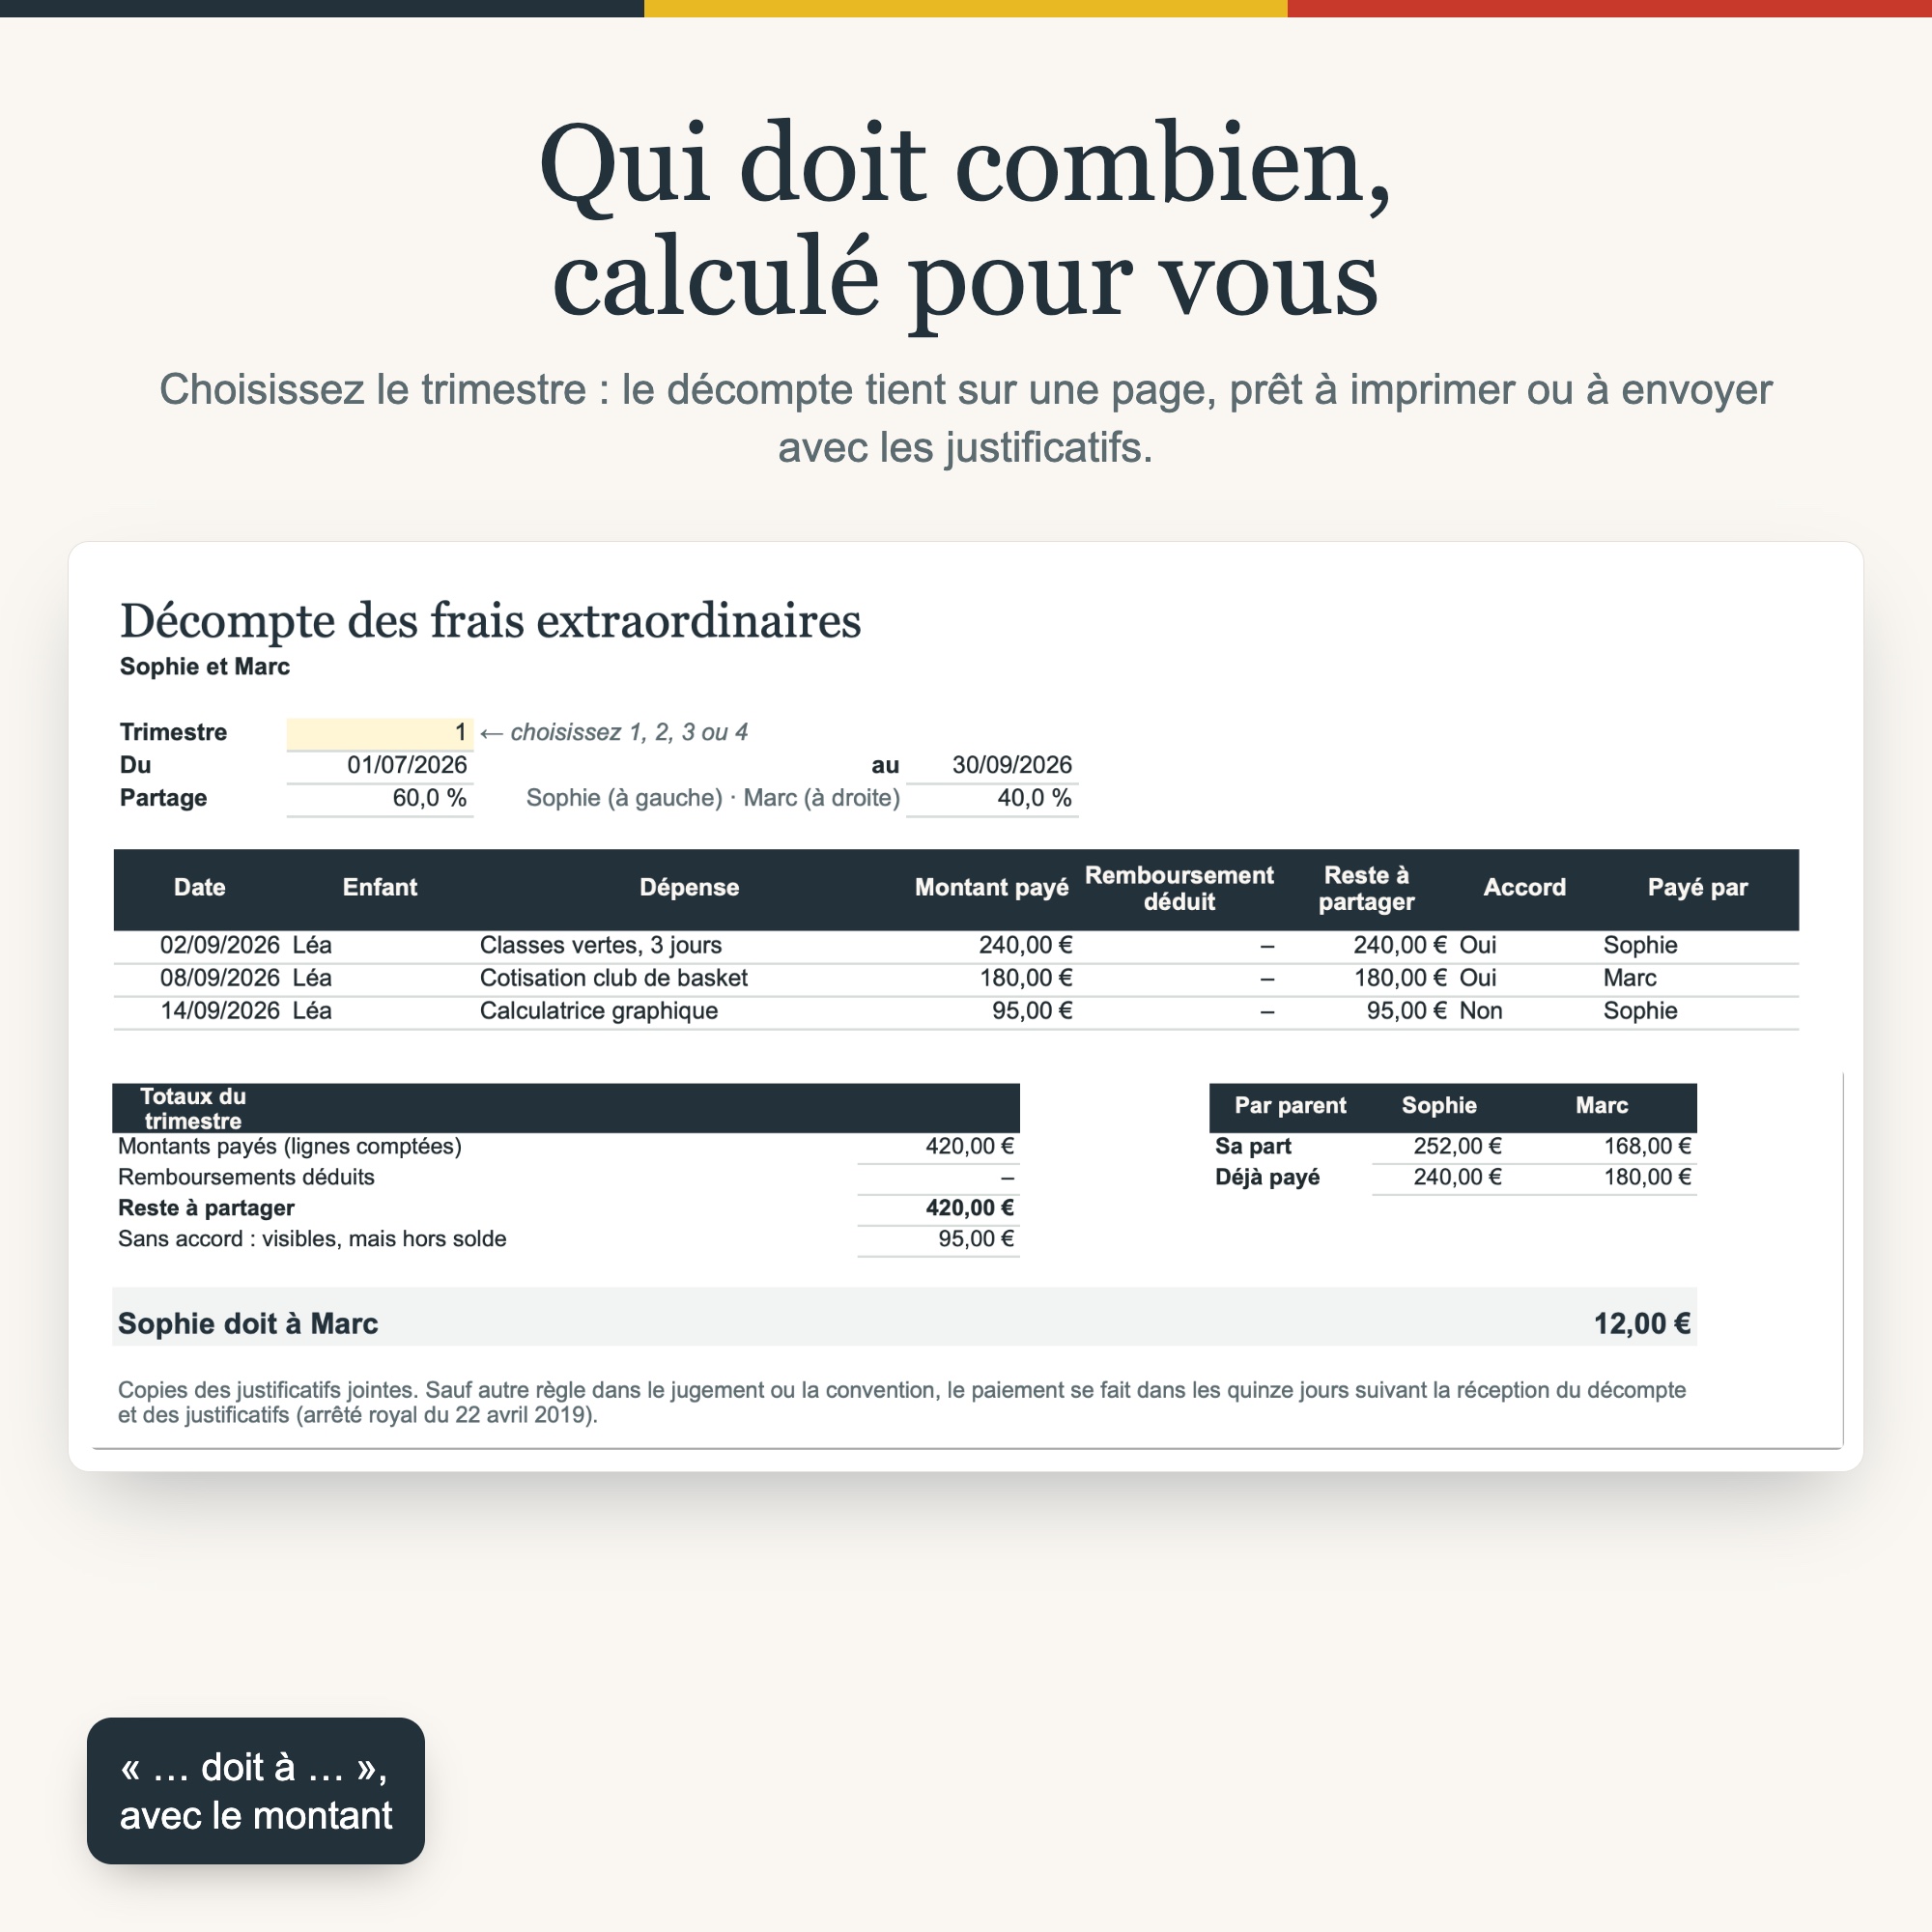 Qui doit combien,
calculé pour vous
Choisissez le trimestre : le décompte tient sur une page, prêt à imprimer ou à envoyer
avec les justificatifs.
Décompte des frais extraordinaires
Sophie et Marc
Trimestre 1 ← choisissez 1, 2, 3 ou 4
Du 01/07/2026 au 30/09/2026
Partage 60,0 % Sophie (à gauche) · Marc (à droite) 40,0 %
Date Enfant Dépense Montant payé Remboursement déduit Reste à partager Accord Payé par
02/09/2026 Léa Classes vertes, 3 jours 240,00 € – 240,00 € Oui Sophie
08/09/2026 Léa Cotisation club de basket 180,00 € – 180,00 € Oui Marc
14/09/2026 Léa Calculatrice graphique 95,00 € – 95,00 € Non Sophie
Totaux du
trimestre
Montants payés (lignes comptées) 420,00 €
Remboursements déduits –
Reste à partager 420,00 €
Sans accord : visibles, mais hors solde 95,00 €
Par parent Sophie Marc
Sa part 252,00 € 168,00 €
Déjà payé 240,00 € 180,00 €
Sophie doit à Marc 12,00 €
Copies des justificatifs jointes. Sauf autre règle dans le jugement ou la convention, le paiement se fait dans les quinze jours suivant la réception du décompte
et des justificatifs (arrêté royal du 22 avril 2019).
« … doit à … »,
avec le montant